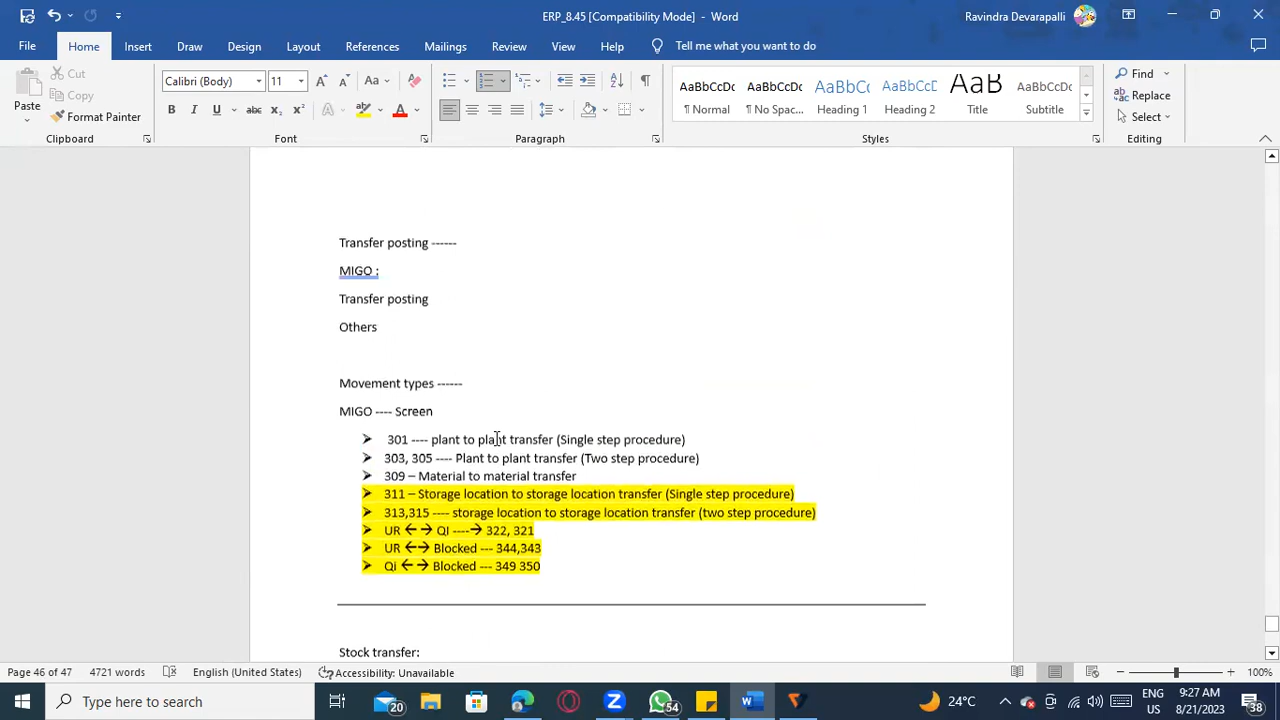 ERP_8.45 [Compatibility Mode] - Word
Ravindra Devarapalli
File Home Insert Draw Design Layout References Mailings Review View Help Tell me what you want to do
Paste
Cut
Copy
Format Painter
Clipboard
Calibri (Body) 11
Font
Paragraph
AaBbCcDc AaBbCcDc AaBbCc AaBbCcC AaB AaBbCcD
¶ Normal ¶ No Spac... Heading 1 Heading 2 Title Subtitle
Styles
Find
Replace
Select
Editing
Transfer posting ------
MIGO :
Transfer posting
Others
Movement types ------
MIGO ---- Screen
➢ 301 ---- plant to plant transfer (Single step procedure)
➢ 303, 305 ---- Plant to plant transfer (Two step procedure)
➢ 309 – Material to material transfer
➢ 311 – Storage location to storage location transfer (Single step procedure)
➢ 313,315 ---- storage location to storage location transfer (two step procedure)
➢ UR ←→ QI ----→ 322, 321
➢ UR ←→ Blocked --- 344,343
➢ Qi ←→ Blocked --- 349 350
Stock transfer:
Page 46 of 47 4721 words English (United States) Accessibility: Unavailable 100%
Type here to search
20
54
24°C
ENG
US
9:27 AM
8/21/2023
38